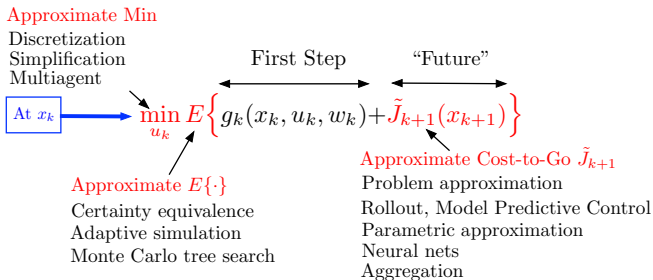 Approximate Min
Discretization
Simplification
Multiagent
First Step
“Future”
At x_k
min_{u_k} E{g_k(x_k, u_k, w_k)+J̃_{k+1}(x_{k+1})}
Approximate E{·}
Certainty equivalence
Adaptive simulation
Monte Carlo tree search
Approximate Cost-to-Go J̃_{k+1}
Problem approximation
Rollout, Model Predictive Control
Parametric approximation
Neural nets
Aggregation